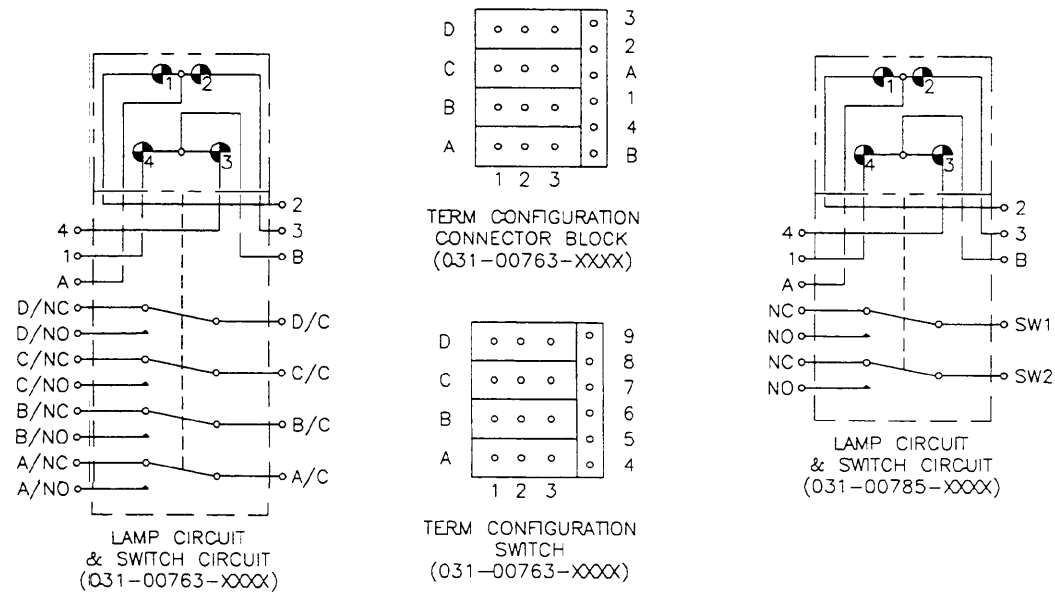 1 2
4 3
2
4 3
1 B
A
D/NC
D/C
D/NO
C/NC
C/C
C/NO
B/NC
B/C
B/NO
A/NC
A/C
A/NO
LAMP CIRCUIT
& SWITCH CIRCUIT
(031-00763-XXXX)
D 3
2
C A
B 1
4
A B
1 2 3
TERM CONFIGURATION
CONNECTOR BLOCK
(031-00763-XXXX)
D 9
8
C 7
B 6
5
A 4
1 2 3
TERM CONFIGURATION
SWITCH
(031-00763-XXXX)
1 2
4 3
2
4 3
1 B
A
NC
SW1
NO
NC
SW2
NO
LAMP CIRCUIT
& SWITCH CIRCUIT
(031-00785-XXXX)